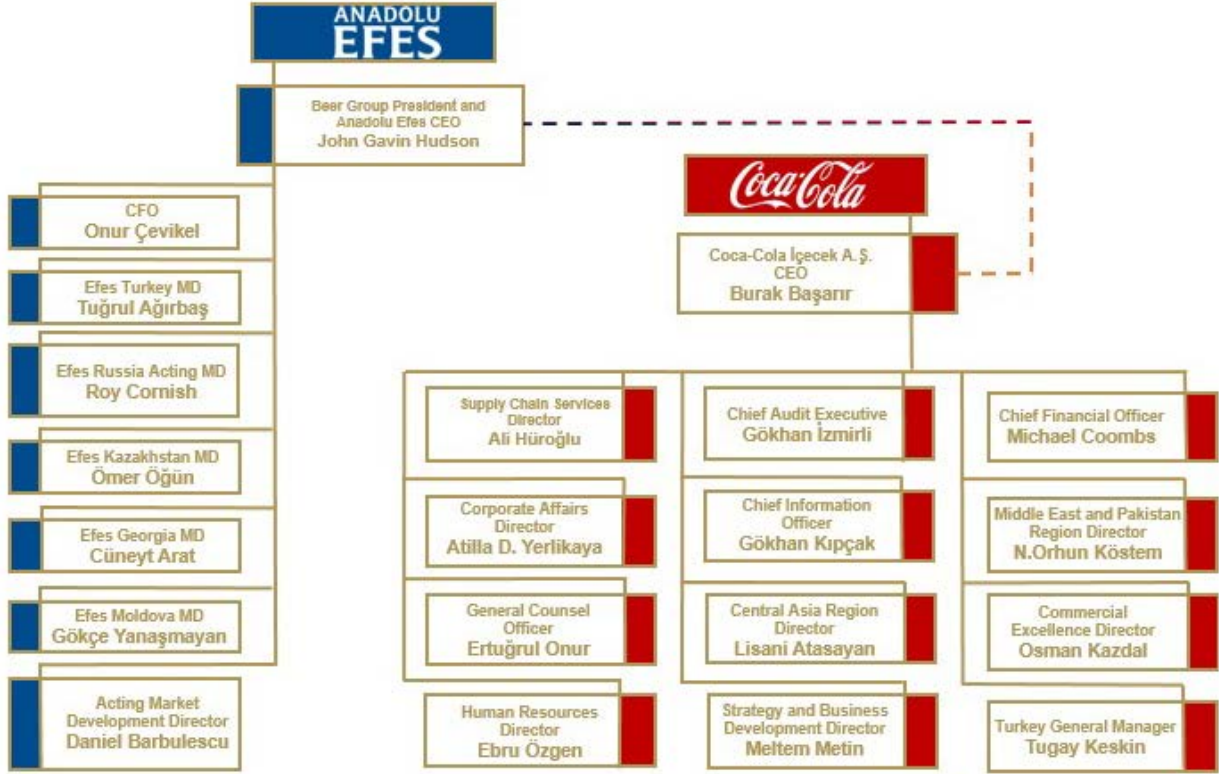 ANADOLU
EFES
Beer Group President and
Anadolu Efes CEO
John Gavin Hudson
CFO
Onur Çevikel
Efes Turkey MD
Tuğrul Ağırbaş
Efes Russia Acting MD
Roy Cornish
Efes Kazakhstan MD
Ömer Öğün
Efes Georgia MD
Cüneyt Arat
Efes Moldova MD
Gökçe Yanaşmayan
Acting Market
Development Director
Daniel Barbulescu
Coca-Cola
Coca-Cola İçecek A. Ş.
CEO
Burak Başarır
Supply Chain Services
Director
Ali Hüroğlu
Corporate Affairs
Director
Atilla D. Yerlikaya
General Counsel
Officer
Ertuğrul Onur
Human Resources
Director
Ebru Özgen
Chief Audit Executive
Gökhan İzmirli
Chief Information
Officer
Gökhan Kıpçak
Central Asia Region
Director
Lisani Atasayan
Strategy and Business
Development Director
Meltem Metin
Chief Financial Officer
Michael Coombs
Middle East and Pakistan
Region Director
N.Orhun Köstem
Commercial
Excellence Director
Osman Kazdal
Turkey General Manager
Tugay Keskin